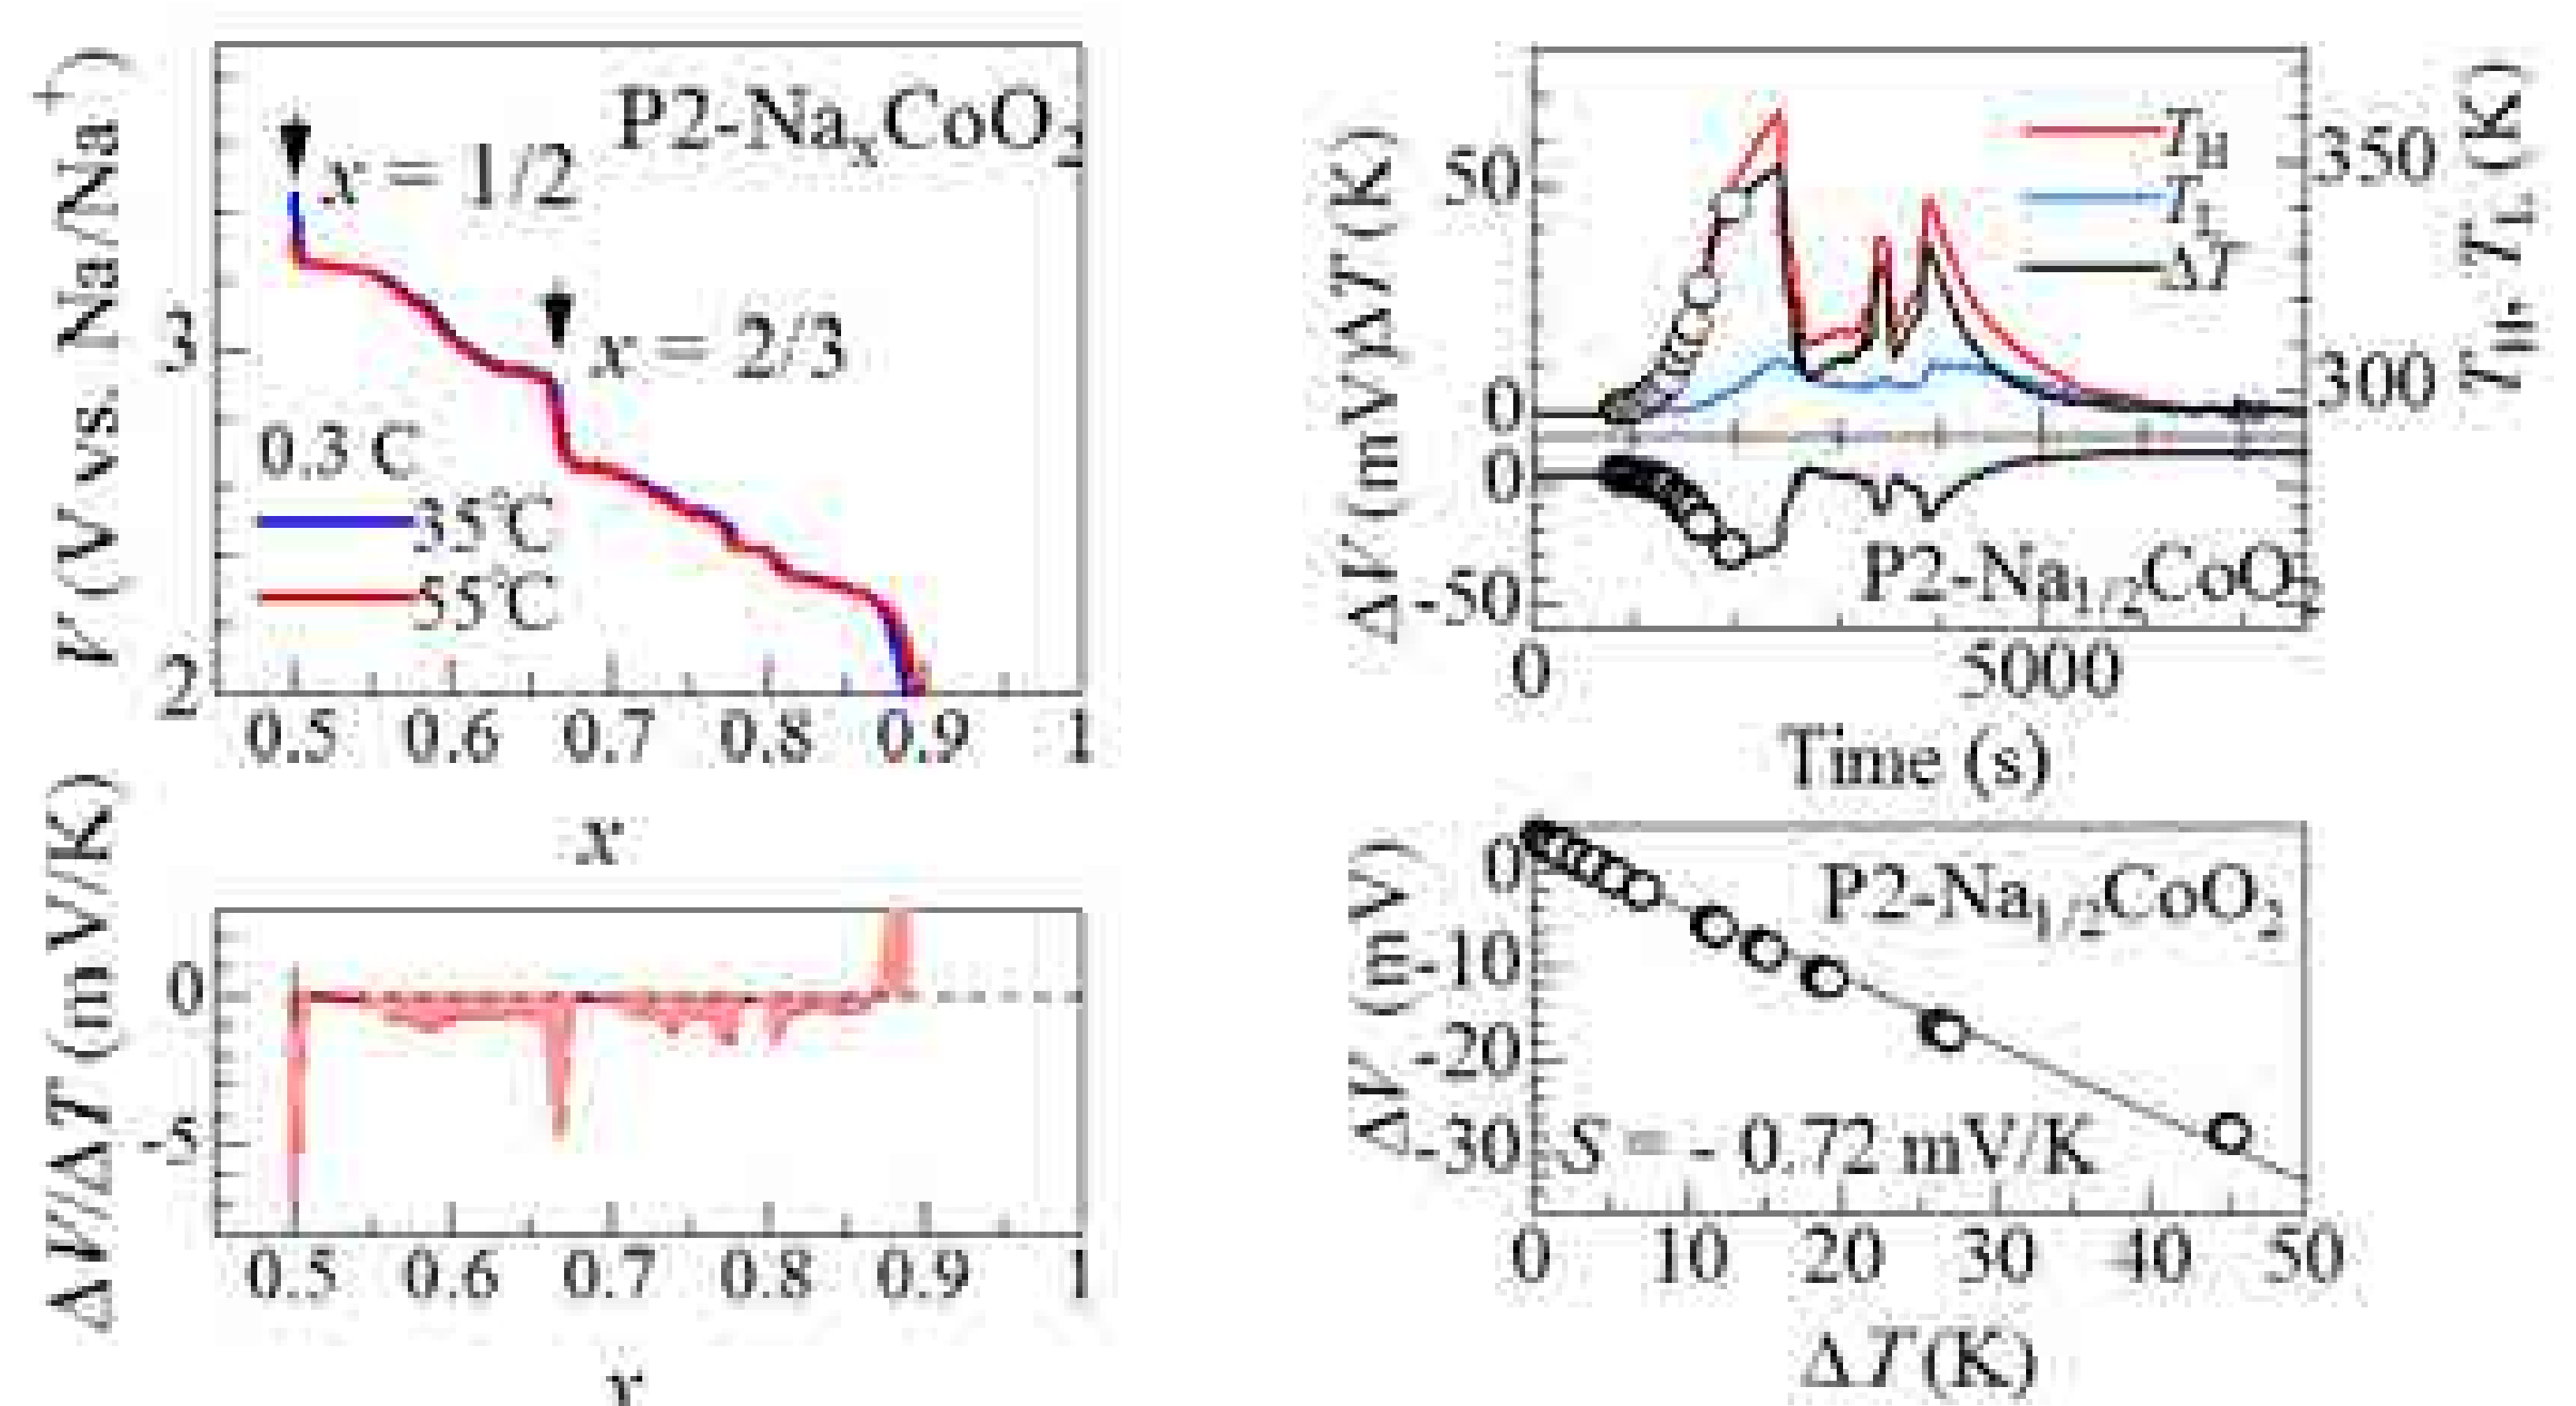 P2-NaxCoO2
x = 1/2
x = 2/3
0.3 C
35℃
55℃
V (V vs. Na/Na+)
3
2
0.5 0.6 0.7 0.8 0.9 1
x
ΔV/ΔT (mV/K)
0
-5
0.5 0.6 0.7 0.8 0.9 1
x
ΔV (mV) ΔT (K)
50
0
0
-50
TH
TL
ΔT
350
300
TH, TL (K)
P2-Na1/2CoO2
0 5000
Time (s)
ΔV (mV)
0
-10
-20
-30
P2-Na1/2CoO2
S = - 0.72 mV/K
0 10 20 30 40 50
ΔT (K)